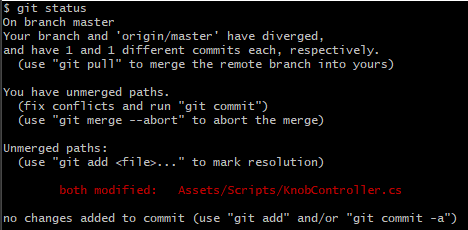 $ git status
On branch master
Your branch and 'origin/master' have diverged,
and have 1 and 1 different commits each, respectively.
  (use "git pull" to merge the remote branch into yours)

You have unmerged paths.
  (fix conflicts and run "git commit")
  (use "git merge --abort" to abort the merge)

Unmerged paths:
  (use "git add <file>..." to mark resolution)

        both modified:   Assets/Scripts/KnobController.cs

no changes added to commit (use "git add" and/or "git commit -a")